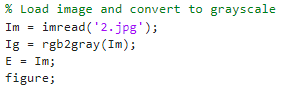 % Load image and convert to grayscale
Im = imread('2.jpg');
Ig = rgb2gray(Im);
E = Im;
figure;